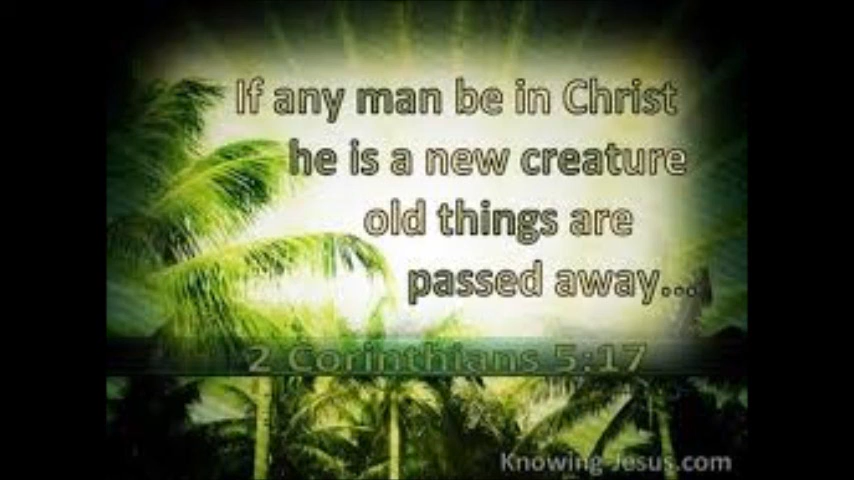 If any man be in Christ
he is a new creature
old things are
passed away...
2 Corinthians 5:17
Knowing-Jesus.com